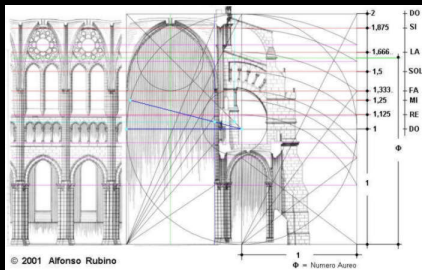 2 DO
1,875 SI
1,666 LA
1,5 SOL
1,333 FA
1,25 MI
1,125 RE
1 DO
Φ
1
1
© 2001 Alfonso Rubino
Φ = Numero Aureo